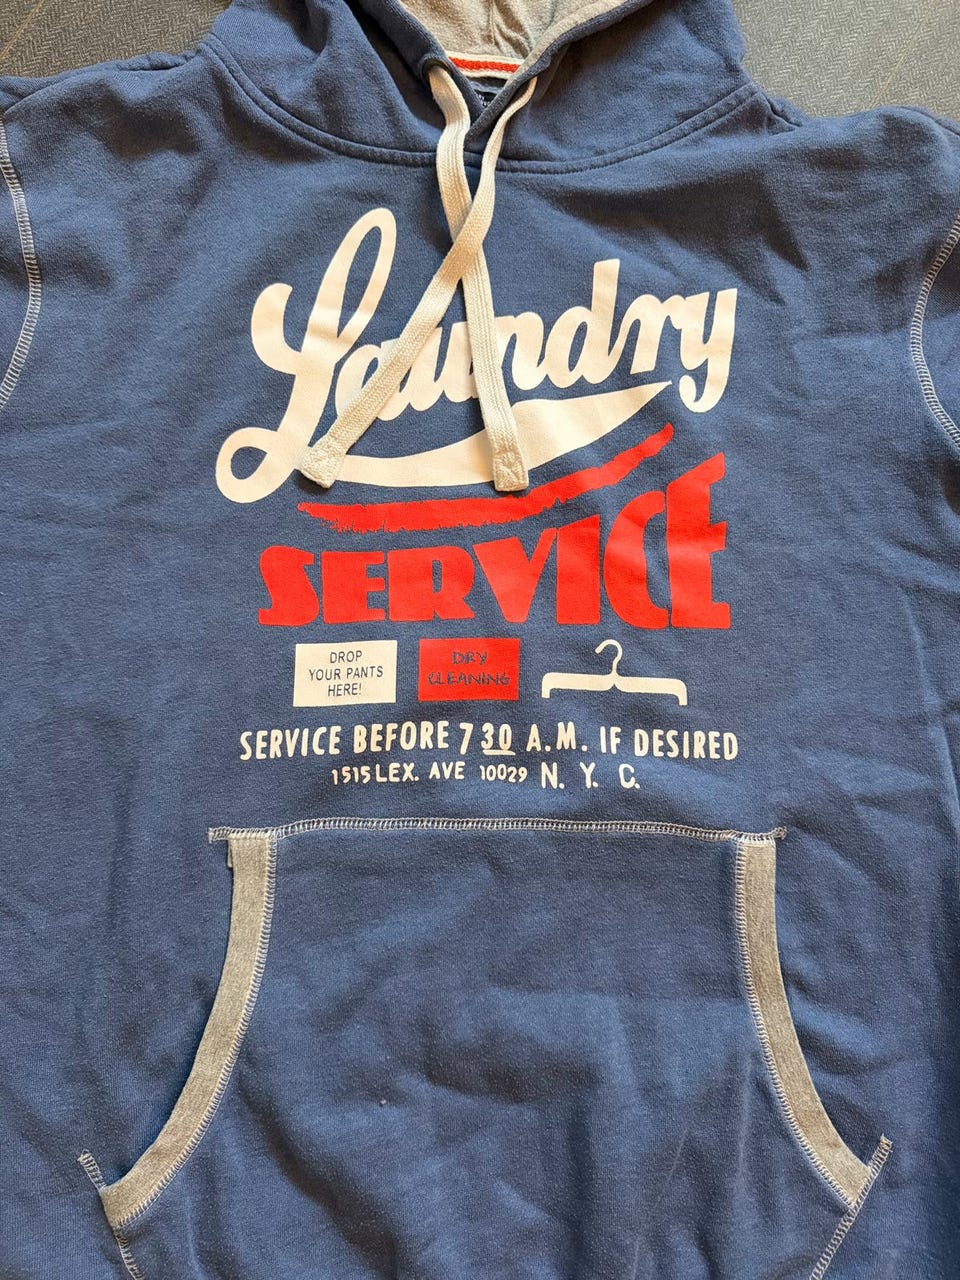 Laundry
SERVICE
DROP
YOUR PANTS
HERE!
DRY
CLEANING
SERVICE BEFORE 7 30 A.M. IF DESIRED
1515 LEX. AVE 10029 N. Y. C.